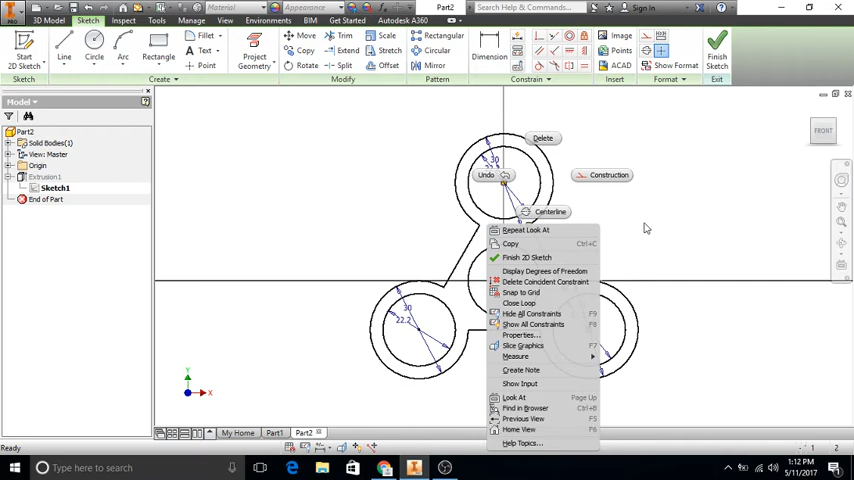 Material
Appearance
Part2
Search Help & Commands...
Sign In
PRO
3D Model
Sketch
Inspect
Tools
Manage
View
Environments
BIM
Get Started
Autodesk A360
Start
2D Sketch
Line
Circle
Arc
Rectangle
Fillet
Text
Point
Project
Geometry
Move
Copy
Rotate
Trim
Extend
Split
Scale
Stretch
Offset
Rectangular
Circular
Mirror
Dimension
Image
Points
ACAD
Show Format
Finish
Sketch
Sketch
Create
Modify
Pattern
Constrain
Insert
Format
Exit
Model
Part2
Solid Bodies(1)
View: Master
Origin
Extrusion1
Sketch1
End of Part
FRONT
30
Delete
Undo
Construction
Centerline
30
22.2
Repeat Look At
Copy Ctrl+C
Finish 2D Sketch
Display Degrees of Freedom
Delete Coincident Constraint
Snap to Grid
Close Loop
Hide All Constraints F9
Show All Constraints F8
Properties...
Slice Graphics F7
Measure
Create Note
Show Input
Look At Page Up
Find in Browser Ctrl+B
Previous View F5
Home View F6
Help Topics...
Y
X
My Home
Part1
Part2
Ready
1
2
Type here to search
1:12 PM
5/11/2017